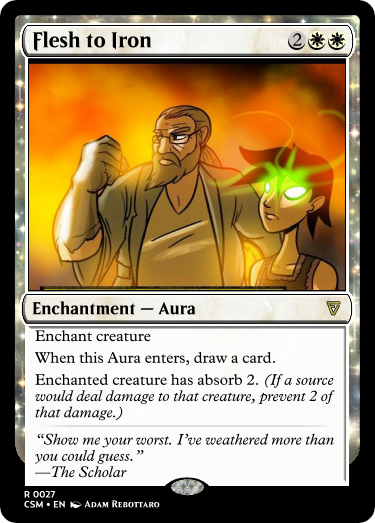 Flesh to Iron 2
Enchantment — Aura
Enchant creature
When this Aura enters, draw a card.
Enchanted creature has absorb 2. (If a source
would deal damage to that creature, prevent 2 of
that damage.)
“Show me your worst. I’ve weathered more than
you could guess.”
—The Scholar
R 0027
CSM • EN Adam Rebottaro